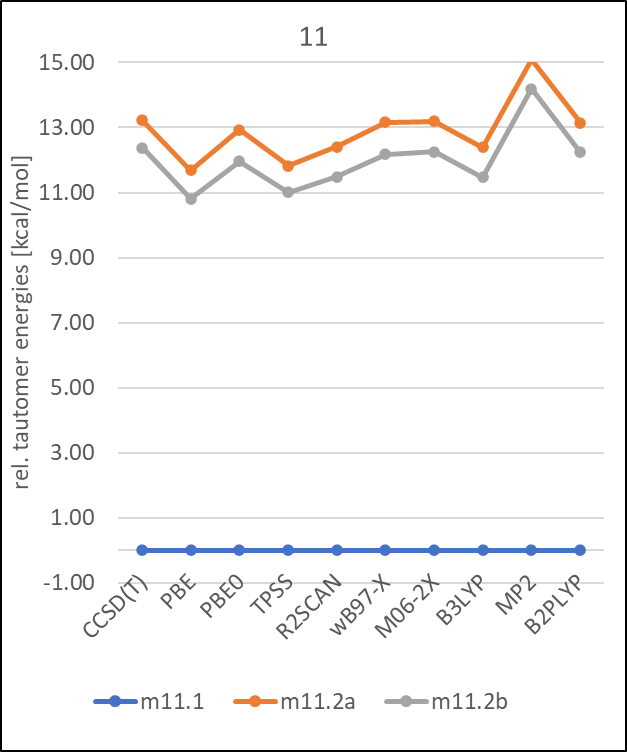 11
rel. tautomer energies [kcal/mol]
15.00
13.00
11.00
9.00
7.00
5.00
3.00
1.00
-1.00
CCSD(T)
PBE
PBE0
TPSS
R2SCAN
wB97-X
M06-2X
B3LYP
MP2
B2PLYP
m11.1 m11.2a m11.2b